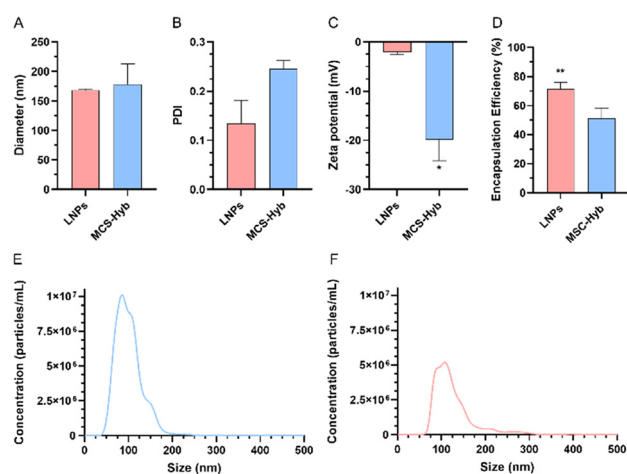 A
B
C
D
Diameter (nm)
250
200
150
100
50
0
LNPs
MCS-Hyb
PDI
0.3
0.2
0.1
0.0
LNPs
MCS-Hyb
Zeta potential (mV)
0
-10
-20
-30
*
LNPs
MCS-Hyb
Encapsulation Efficiency (%)
100
80
60
40
20
0
**
LNPs
MSC-Hyb
E
F
Concentration (particles/mL)
1×10⁷
7.5×10⁶
5×10⁶
2.5×10⁶
0
0 100 200 300 400 500
Size (nm)
Concentration (particles/mL)
1×10⁷
7.5×10⁶
5×10⁶
2.5×10⁶
0
0 100 200 300 400 500
Size (nm)